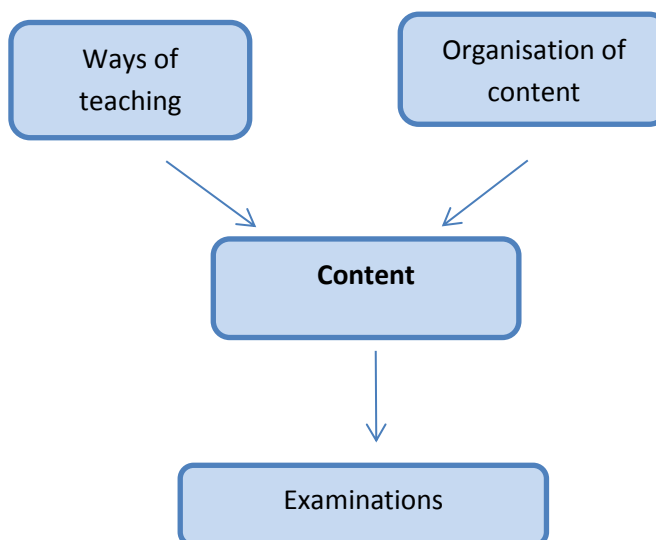 Ways of
teaching
Organisation of
content
Content
Examinations